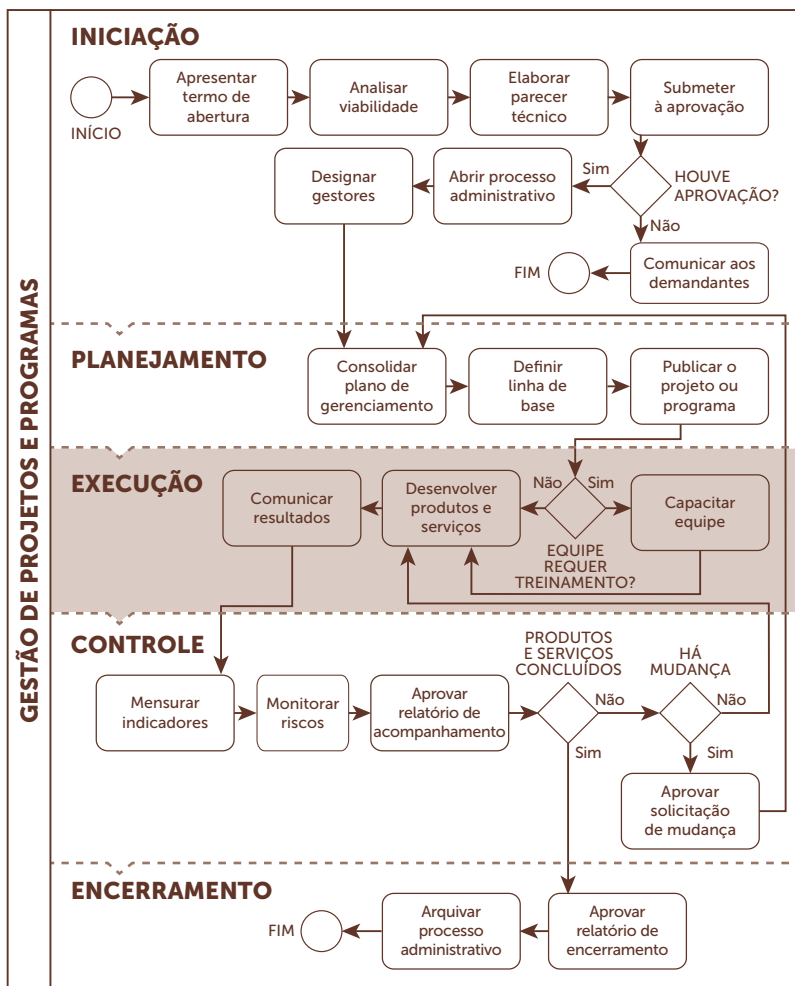 GESTÃO DE PROJETOS E PROGRAMAS
INICIAÇÃO
INÍCIO
Apresentar
termo de
abertura
Analisar
viabilidade
Elaborar
parecer
técnico
Submeter
à aprovação
HOUVE
APROVAÇÃO?
Sim
Abrir processo
administrativo
Designar
gestores
Não
Comunicar aos
demandantes
FIM
PLANEJAMENTO
Consolidar
plano de
gerenciamento
Definir
linha de
base
Publicar o
projeto ou
programa
EXECUÇÃO
Comunicar
resultados
Desenvolver
produtos e
serviços
Não
Sim
Capacitar
equipe
EQUIPE
REQUER
TREINAMENTO?
CONTROLE
Mensurar
indicadores
Monitorar
riscos
Aprovar
relatório de
acompanhamento
PRODUTOS
E SERVIÇOS
CONCLUÍDOS
Não
Sim
HÁ
MUDANÇA
Não
Sim
Aprovar
solicitação
de mudança
ENCERRAMENTO
FIM
Arquivar
processo
administrativo
Aprovar
relatório de
encerramento